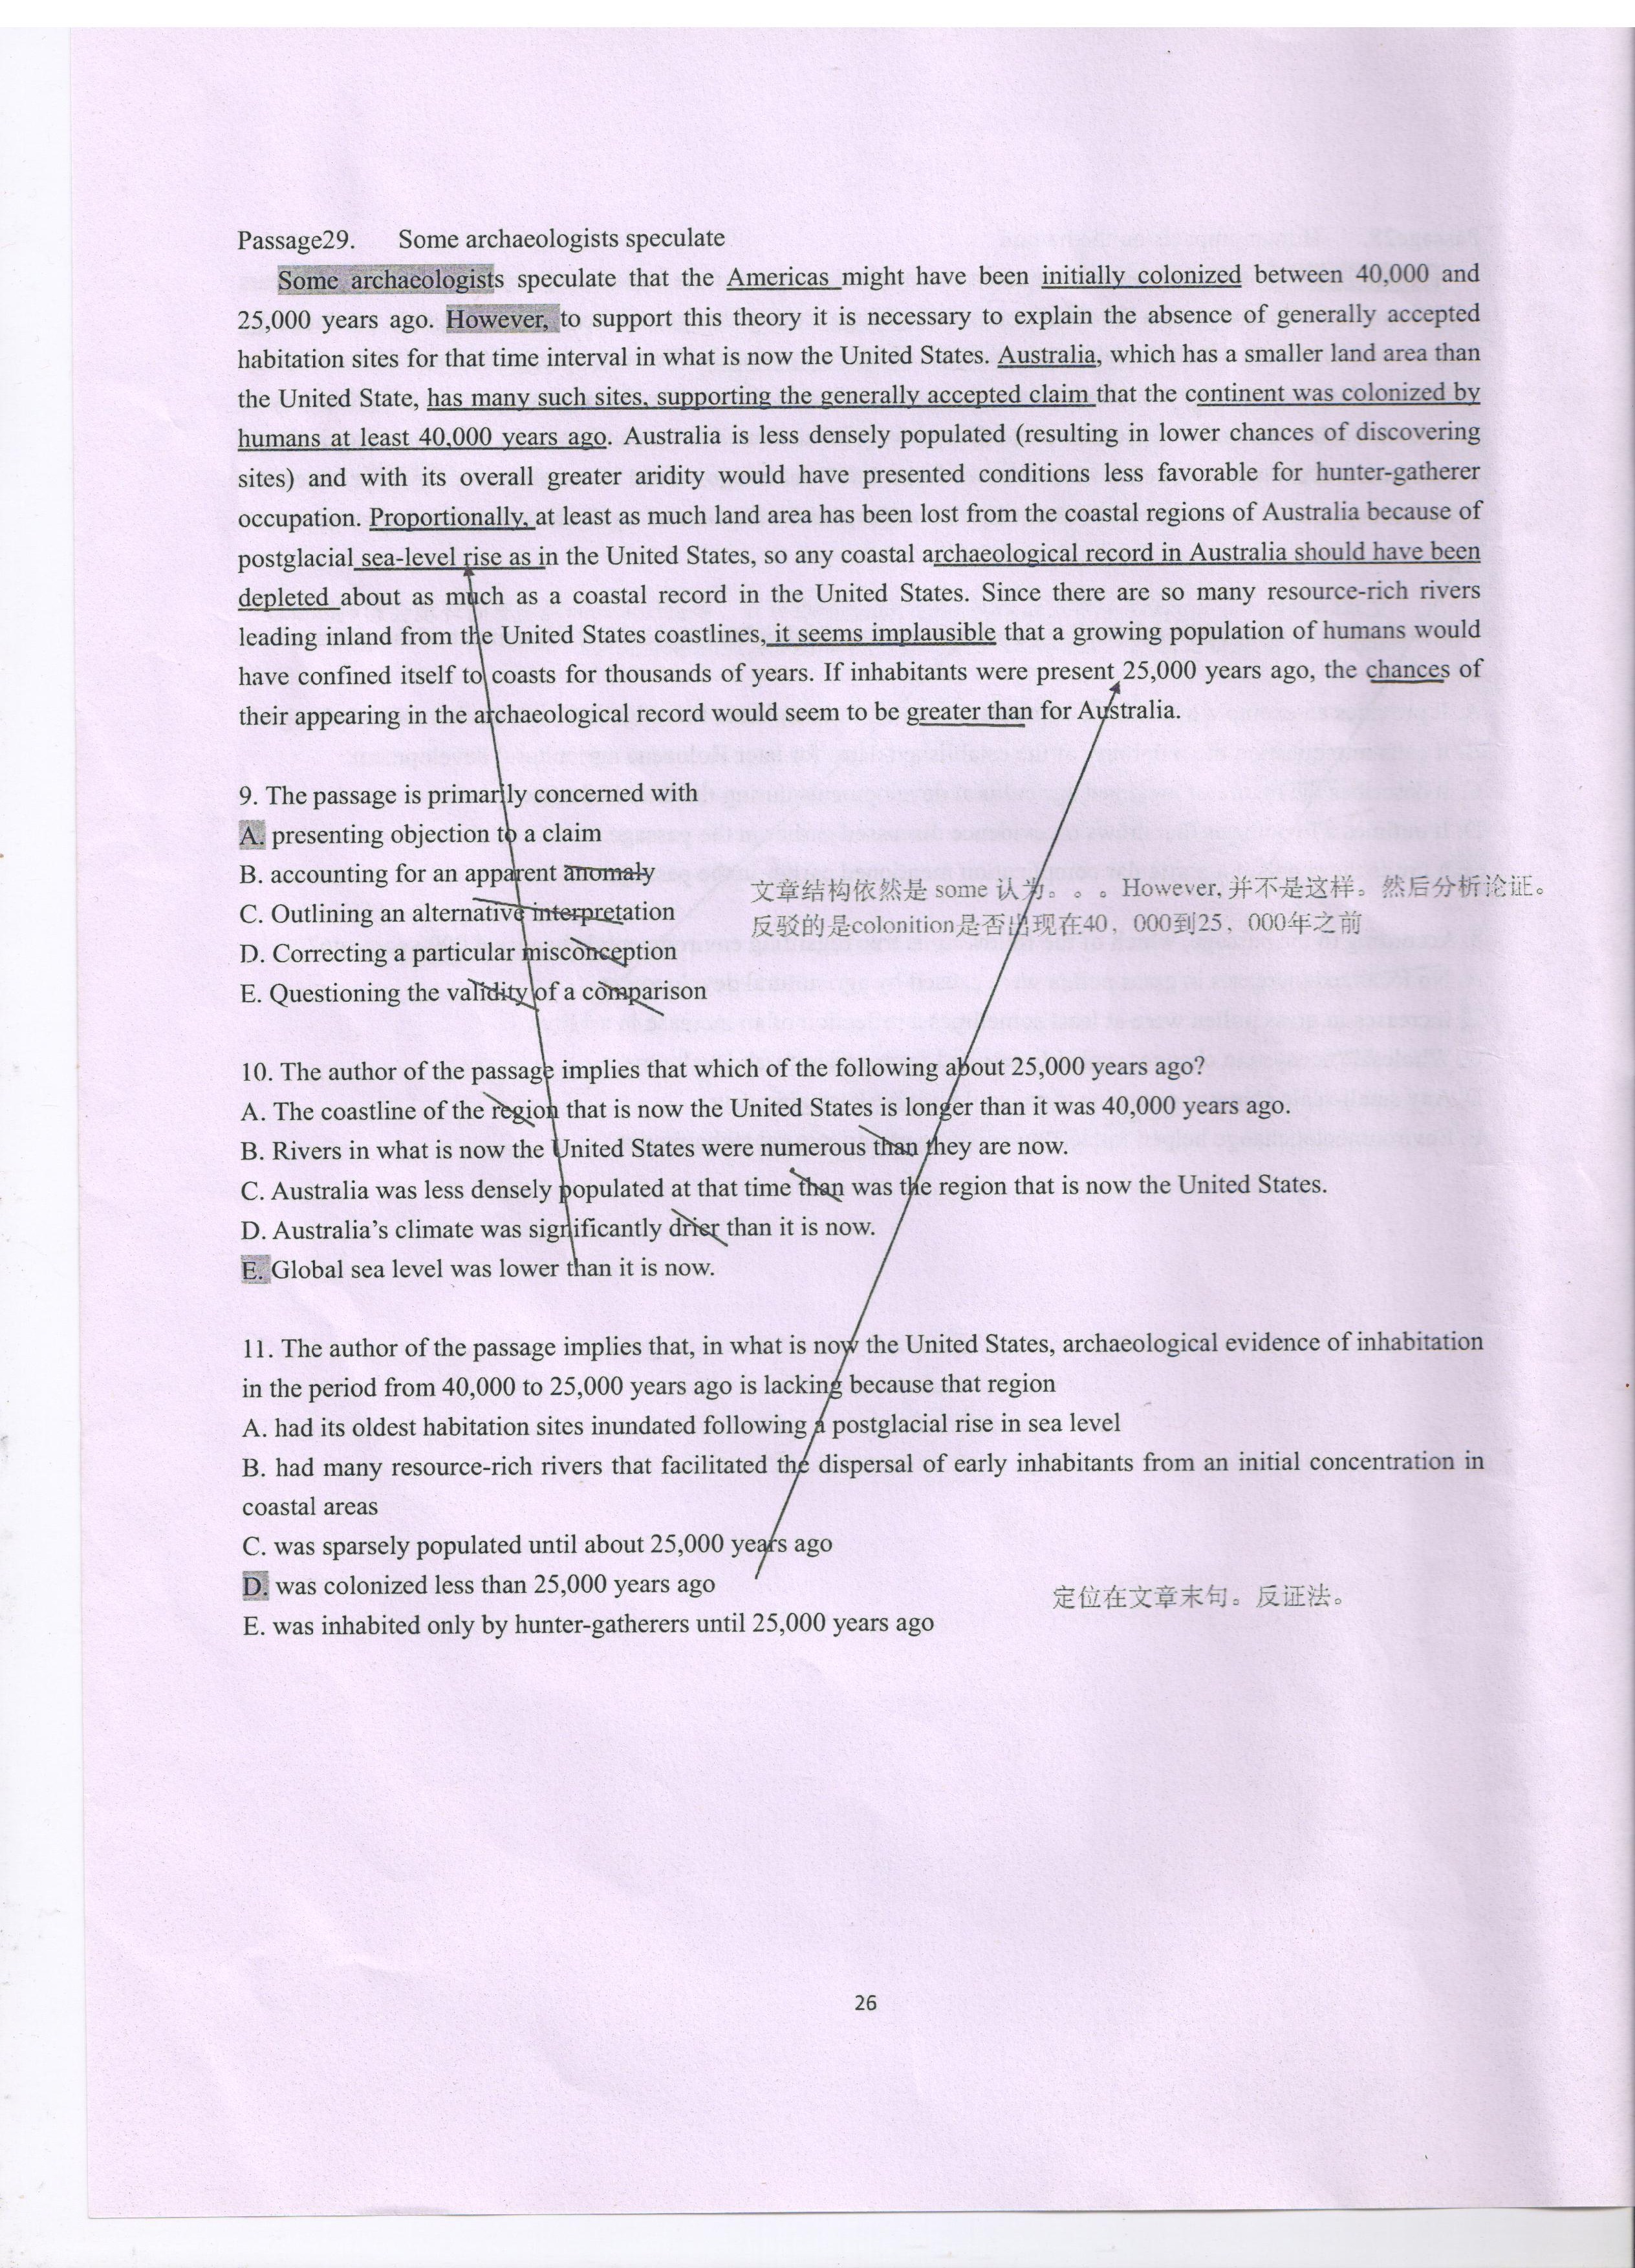 Passage29. Some archaeologists speculate
Some archaeologists speculate that the Americas might have been initially colonized between 40,000 and
25,000 years ago. However, to support this theory it is necessary to explain the absence of generally accepted
habitation sites for that time interval in what is now the United States. Australia, which has a smaller land area than
the United State, has many such sites, supporting the generally accepted claim that the continent was colonized by
humans at least 40,000 years ago. Australia is less densely populated (resulting in lower chances of discovering
sites) and with its overall greater aridity would have presented conditions less favorable for hunter-gatherer
occupation. Proportionally, at least as much land area has been lost from the coastal regions of Australia because of
postglacial sea-level rise as in the United States, so any coastal archaeological record in Australia should have been
depleted about as much as a coastal record in the United States. Since there are so many resource-rich rivers
leading inland from the United States coastlines, it seems implausible that a growing population of humans would
have confined itself to coasts for thousands of years. If inhabitants were present 25,000 years ago, the chances of
their appearing in the archaeological record would seem to be greater than for Australia.
9. The passage is primarily concerned with
A. presenting objection to a claim
B. accounting for an apparent anomaly
C. Outlining an alternative interpretation
D. Correcting a particular misconception
E. Questioning the validity of a comparison
文章结构依然是 some 认为。。。However, 并不是这样。然后分析论证。
反驳的是colonition是否出现在40，000到25，000年之前
10. The author of the passage implies that which of the following about 25,000 years ago?
A. The coastline of the region that is now the United States is longer than it was 40,000 years ago.
B. Rivers in what is now the United States were numerous than they are now.
C. Australia was less densely populated at that time than was the region that is now the United States.
D. Australia's climate was significantly drier than it is now.
E. Global sea level was lower than it is now.
11. The author of the passage implies that, in what is now the United States, archaeological evidence of inhabitation
in the period from 40,000 to 25,000 years ago is lacking because that region
A. had its oldest habitation sites inundated following a postglacial rise in sea level
B. had many resource-rich rivers that facilitated the dispersal of early inhabitants from an initial concentration in
coastal areas
C. was sparsely populated until about 25,000 years ago
D. was colonized less than 25,000 years ago
定位在文章末句。反证法。
E. was inhabited only by hunter-gatherers until 25,000 years ago
26